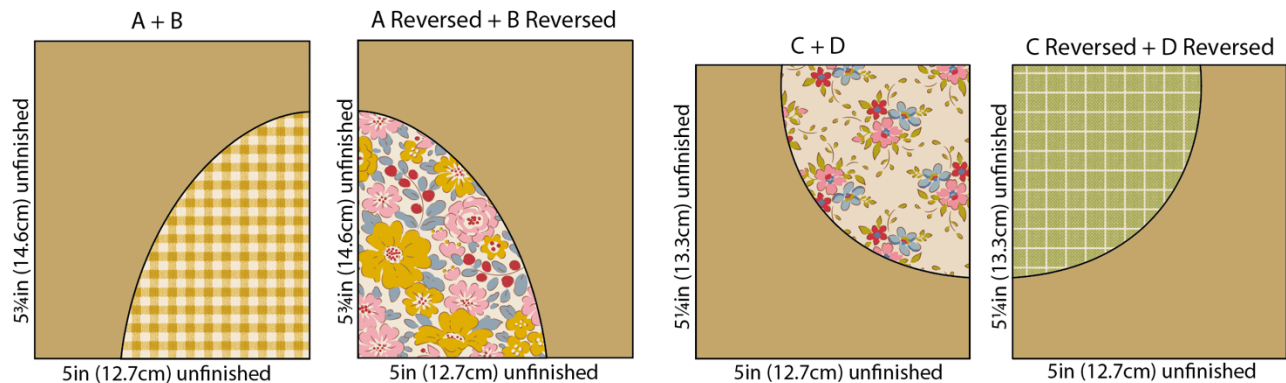 A + B
5¾in (14.6cm) unfinished
5in (12.7cm) unfinished
A Reversed + B Reversed
5¾in (14.6cm) unfinished
5in (12.7cm) unfinished
C + D
5¼in (13.3cm) unfinished
5in (12.7cm) unfinished
C Reversed + D Reversed
5¼in (13.3cm) unfinished
5in (12.7cm) unfinished